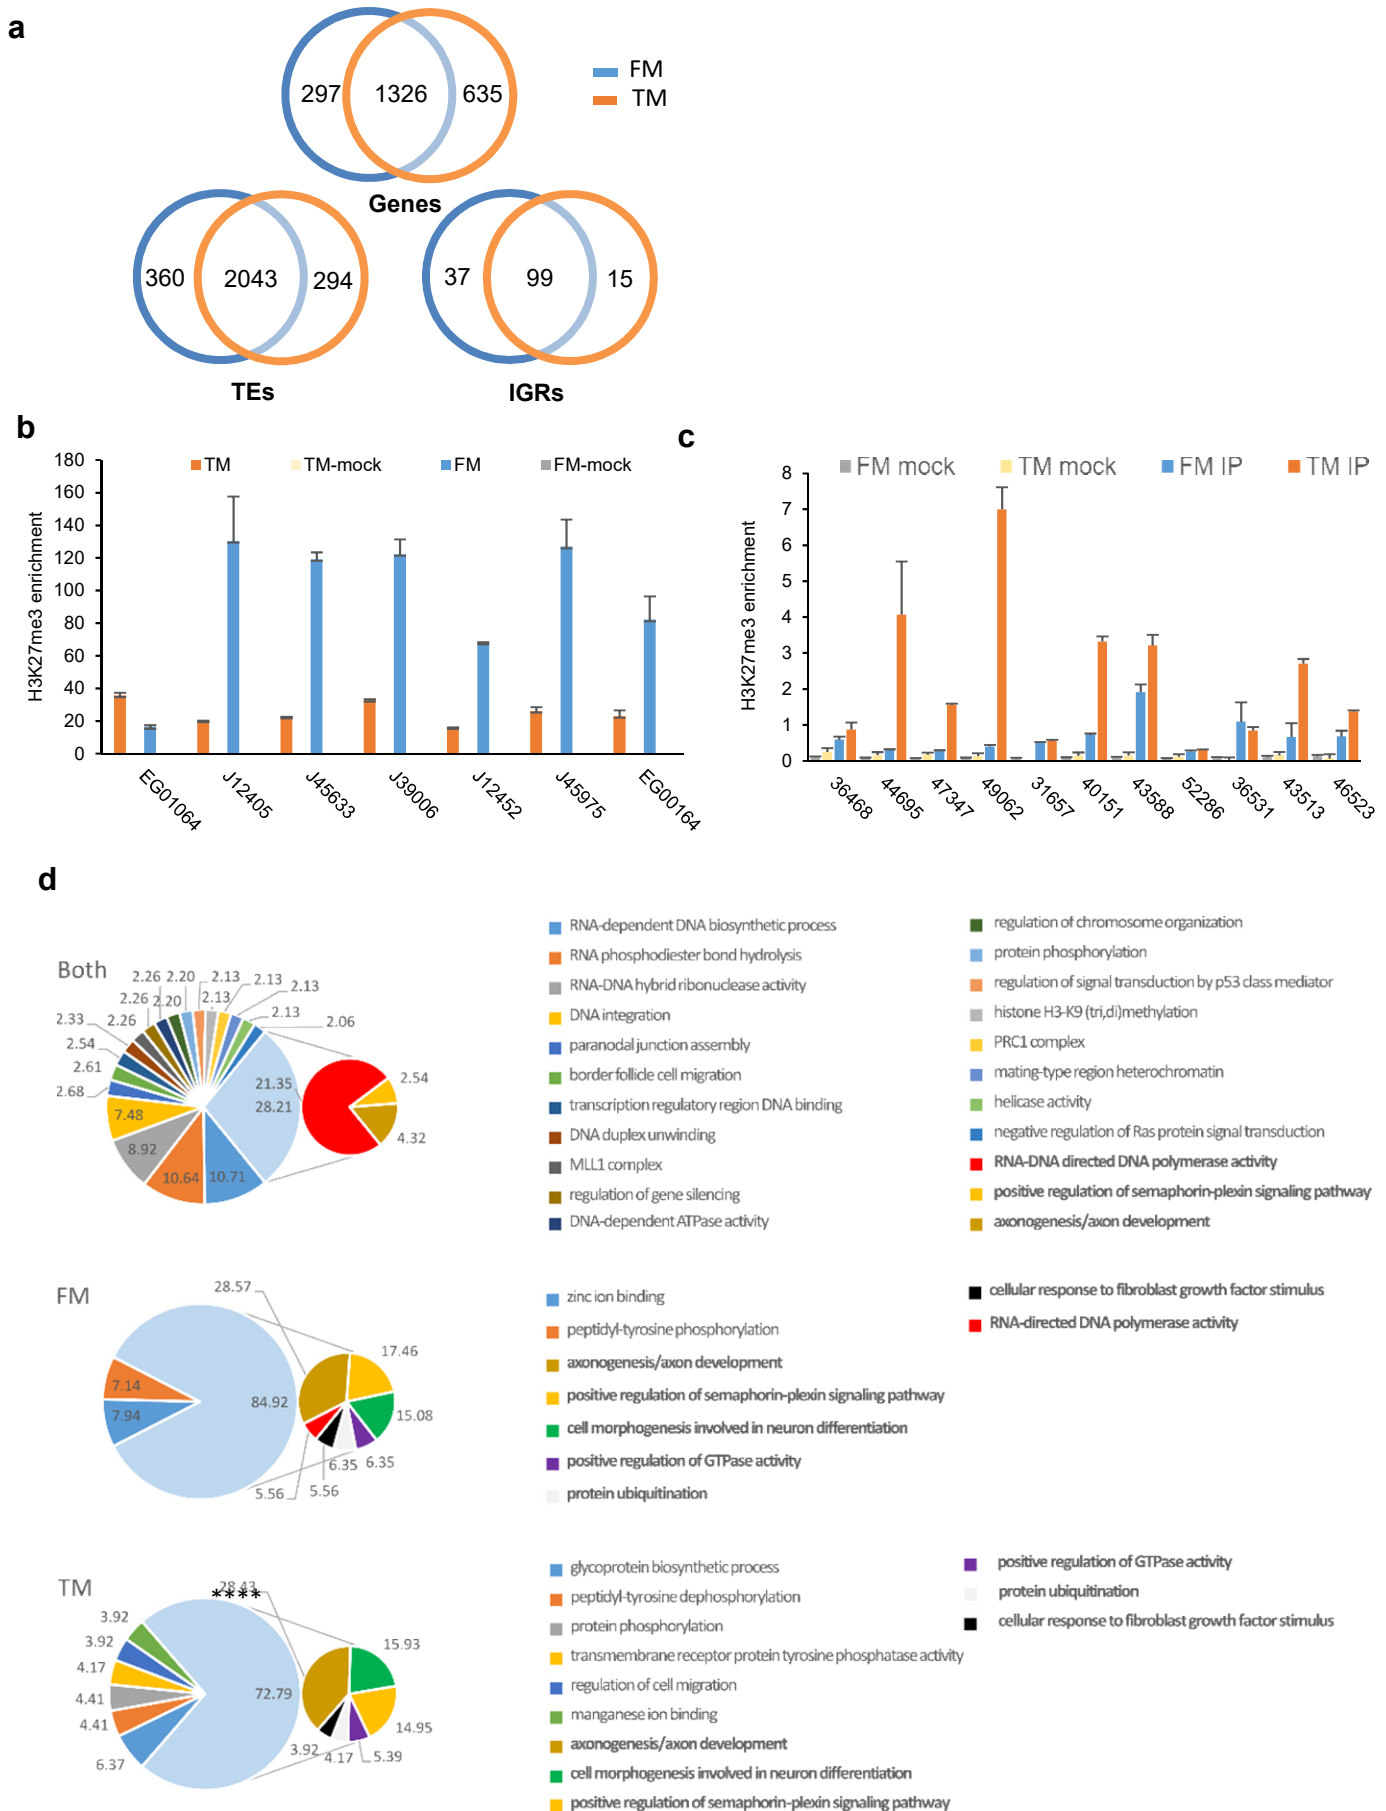 a
297 1326 635
FM
TM
Genes
360 2043 294
37 99 15
TEs
IGRs
b
H3K27me3 enrichment
TM TM-mock FM FM-mock
180
160
140
120
100
80
60
40
20
0
EG01064 J12405 J45633 J39006 J12452 J45975 EG00164
c
H3K27me3 enrichment
FM mock TM mock FM IP TM IP
8
7
6
5
4
3
2
1
0
36468 44695 47347 49062 31657 40151 43588 52286 36531 43513 46523
d
Both
2.26 2.20 2.13 2.13 2.13
2.26 2.20 2.13 2.13
2.33 2.26 2.06
2.54
2.61
2.68
7.48
8.92
10.64 10.71
21.35
28.21
2.54
4.32
RNA-dependent DNA biosynthetic process
RNA phosphodiester bond hydrolysis
RNA-DNA hybrid ribonuclease activity
DNA integration
paranodal junction assembly
border follicle cell migration
transcription regulatory region DNA binding
DNA duplex unwinding
MLL1 complex
regulation of gene silencing
DNA-dependent ATPase activity
regulation of chromosome organization
protein phosphorylation
regulation of signal transduction by p53 class mediator
histone H3-K9 (tri,di)methylation
PRC1 complex
mating-type region heterochromatin
helicase activity
negative regulation of Ras protein signal transduction
RNA-DNA directed DNA polymerase activity
positive regulation of semaphorin-plexin signaling pathway
axonogenesis/axon development
FM
28.57
17.46
7.14
7.94
84.92
15.08
6.35 6.35
5.56 5.56
zinc ion binding
peptidyl-tyrosine phosphorylation
axonogenesis/axon development
positive regulation of semaphorin-plexin signaling pathway
cell morphogenesis involved in neuron differentiation
positive regulation of GTPase activity
protein ubiquitination
cellular response to fibroblast growth factor stimulus
RNA-directed DNA polymerase activity
TM
28.43
****
3.92
3.92
4.17
4.41
4.41
6.37
72.79
15.93
14.95
3.92 4.17 5.39
glycoprotein biosynthetic process
peptidyl-tyrosine dephosphorylation
protein phosphorylation
transmembrane receptor protein tyrosine phosphatase activity
regulation of cell migration
manganese ion binding
axonogenesis/axon development
cell morphogenesis involved in neuron differentiation
positive regulation of semaphorin-plexin signaling pathway
positive regulation of GTPase activity
protein ubiquitination
cellular response to fibroblast growth factor stimulus